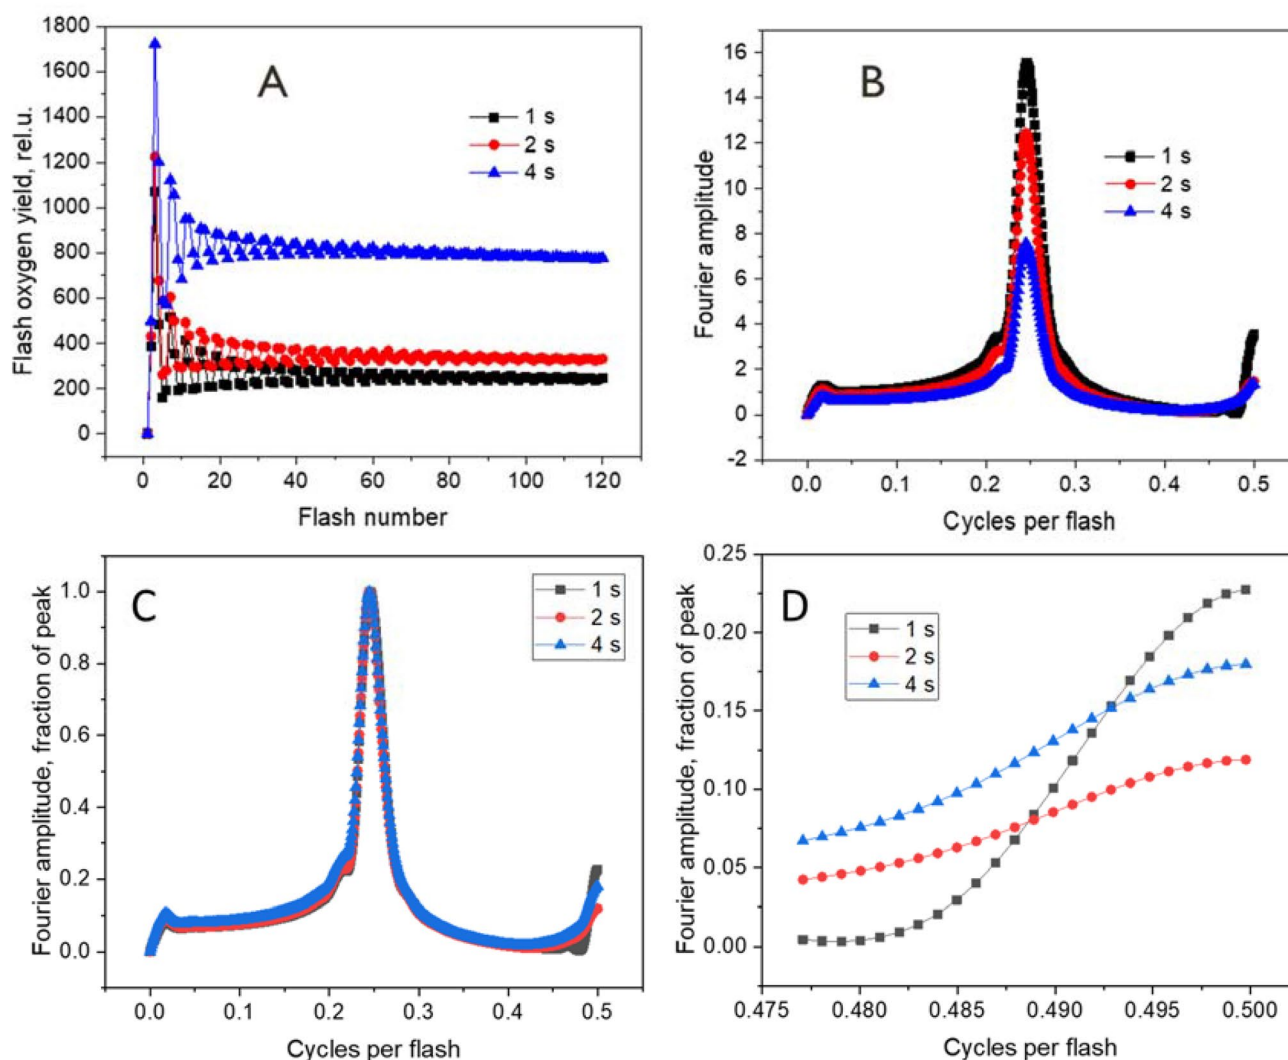 A
1 s
2 s
4 s
Flash oxygen yield, rel.u.
1800
1600
1400
1200
1000
800
600
400
200
0
0 20 40 60 80 100 120
Flash number
B
1 s
2 s
4 s
Fourier amplitude
16
14
12
10
8
6
4
2
0
-2
0.0 0.1 0.2 0.3 0.4 0.5
Cycles per flash
C
1 s
2 s
4 s
Fourier amplitude, fraction of peak
1.0
0.8
0.6
0.4
0.2
0.0
0.0 0.1 0.2 0.3 0.4 0.5
Cycles per flash
D
1 s
2 s
4 s
Fourier amplitude, fraction of peak
0.25
0.20
0.15
0.10
0.05
0.00
0.475 0.480 0.485 0.490 0.495 0.500
Cycles per flash